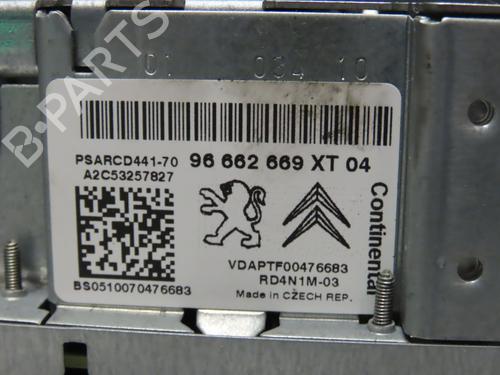 01 034 10
PSARCD441-70 96 662 669 XT 04
A2C53257827
Continental
VDAPTF00476683
RD4N1M-03
BS0510070476683 Made in CZECH REP.
B-PARTS